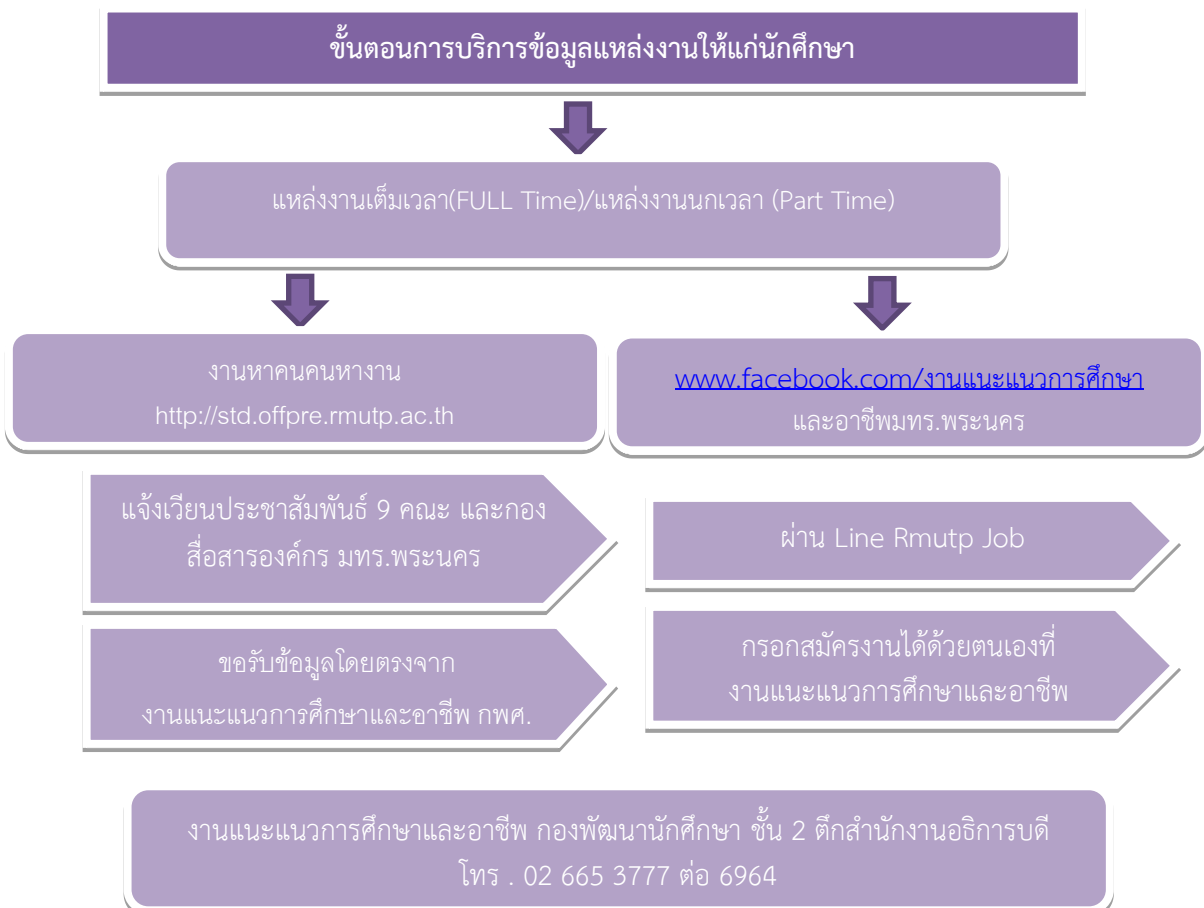 ขั้นตอนการบริการข้อมูลแหล่งงานให้แก่นักศึกษา
แหล่งงานเต็มเวลา(FULL Time)/แหล่งงานนกเวลา (Part Time)
งานหาคนคนหางาน
http://std.offpre.rmutp.ac.th
www.facebook.com/งานแนะแนวการศึกษา
และอาชีพมทร.พระนคร
แจ้งเวียนประชาสัมพันธ์ 9 คณะ และกอง
สื่อสารองค์กร มทร.พระนคร
ผ่าน Line Rmutp Job
ขอรับข้อมูลโดยตรงจาก
งานแนะแนวการศึกษาและอาชีพ กพศ.
กรอกสมัครงานได้ด้วยตนเองที่
งานแนะแนวการศึกษาและอาชีพ
งานแนะแนวการศึกษาและอาชีพ กองพัฒนานักศึกษา ชั้น 2 ตึกสำนักงานอธิการบดี
โทร . 02 665 3777 ต่อ 6964